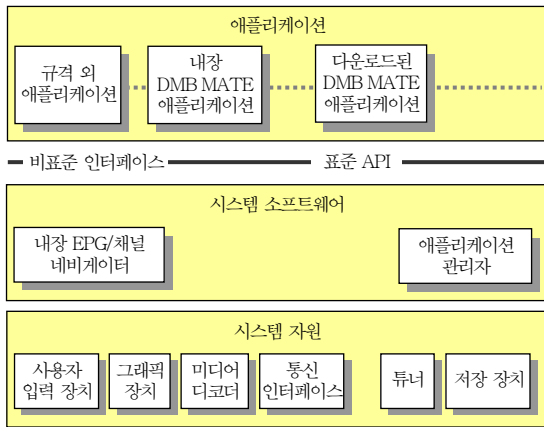 애플리케이션
규격 외
애플리케이션
내장
DMB MATE
애플리케이션
다운로드된
DMB MATE
애플리케이션
비표준 인터페이스
표준 API
시스템 소프트웨어
내장 EPG/채널
네비게이터
애플리케이션
관리자
시스템 자원
사용자
입력 장치
그래픽
장치
미디어
디코더
통신
인터페이스
튜너
저장 장치